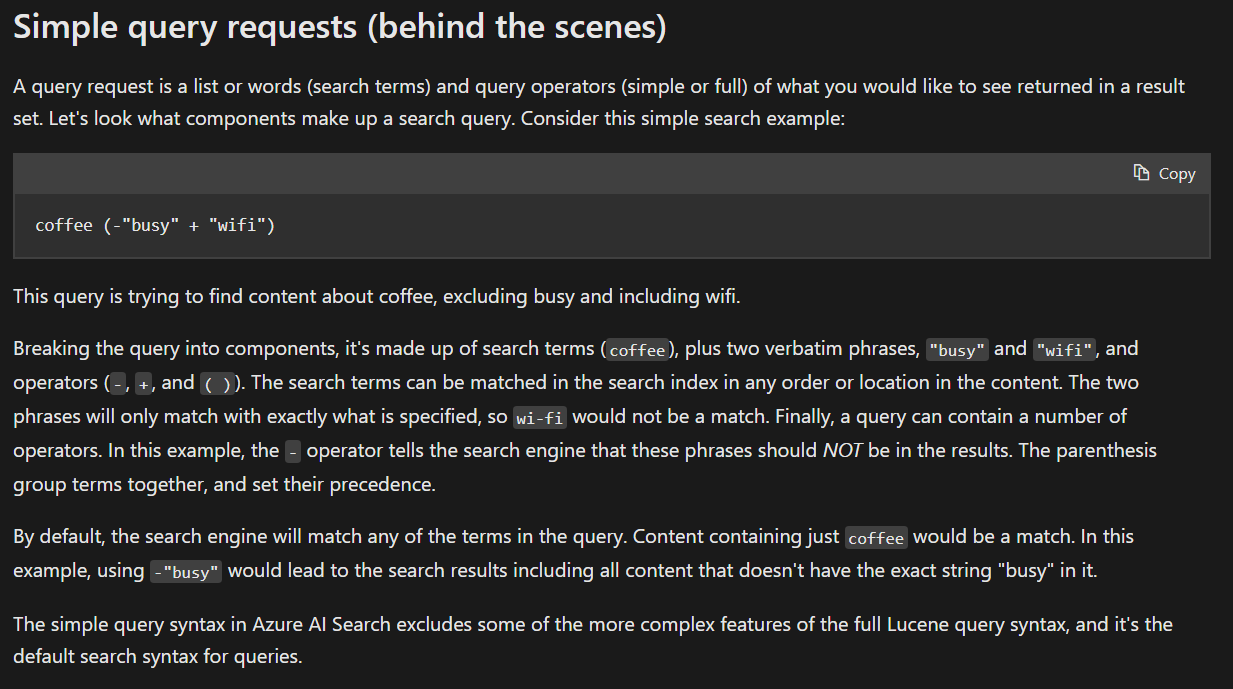 Simple query requests (behind the scenes)
A query request is a list or words (search terms) and query operators (simple or full) of what you would like to see returned in a result
set. Let's look what components make up a search query. Consider this simple search example:
Copy
coffee (-"busy" + "wifi")
This query is trying to find content about coffee, excluding busy and including wifi.
Breaking the query into components, it's made up of search terms (coffee), plus two verbatim phrases, "busy" and "wifi", and
operators (-, +, and ( )). The search terms can be matched in the search index in any order or location in the content. The two
phrases will only match with exactly what is specified, so wi-fi would not be a match. Finally, a query can contain a number of
operators. In this example, the - operator tells the search engine that these phrases should NOT be in the results. The parenthesis
group terms together, and set their precedence.
By default, the search engine will match any of the terms in the query. Content containing just coffee would be a match. In this
example, using -"busy" would lead to the search results including all content that doesn't have the exact string "busy" in it.
The simple query syntax in Azure AI Search excludes some of the more complex features of the full Lucene query syntax, and it's the
default search syntax for queries.